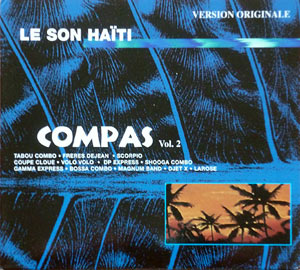 VERSION ORIGINALE
LE SON HAÏTI
COMPAS Vol. 2
TABOU COMBO • FRERES DEJEAN • SCORPIO
COUPE CLOUE • VOLO VOLO • DP EXPRESS • SHOOGA COMBO
GAMMA EXPRESS • BOSSA COMBO • MAGNUM BAND • DJET X • LAROSE